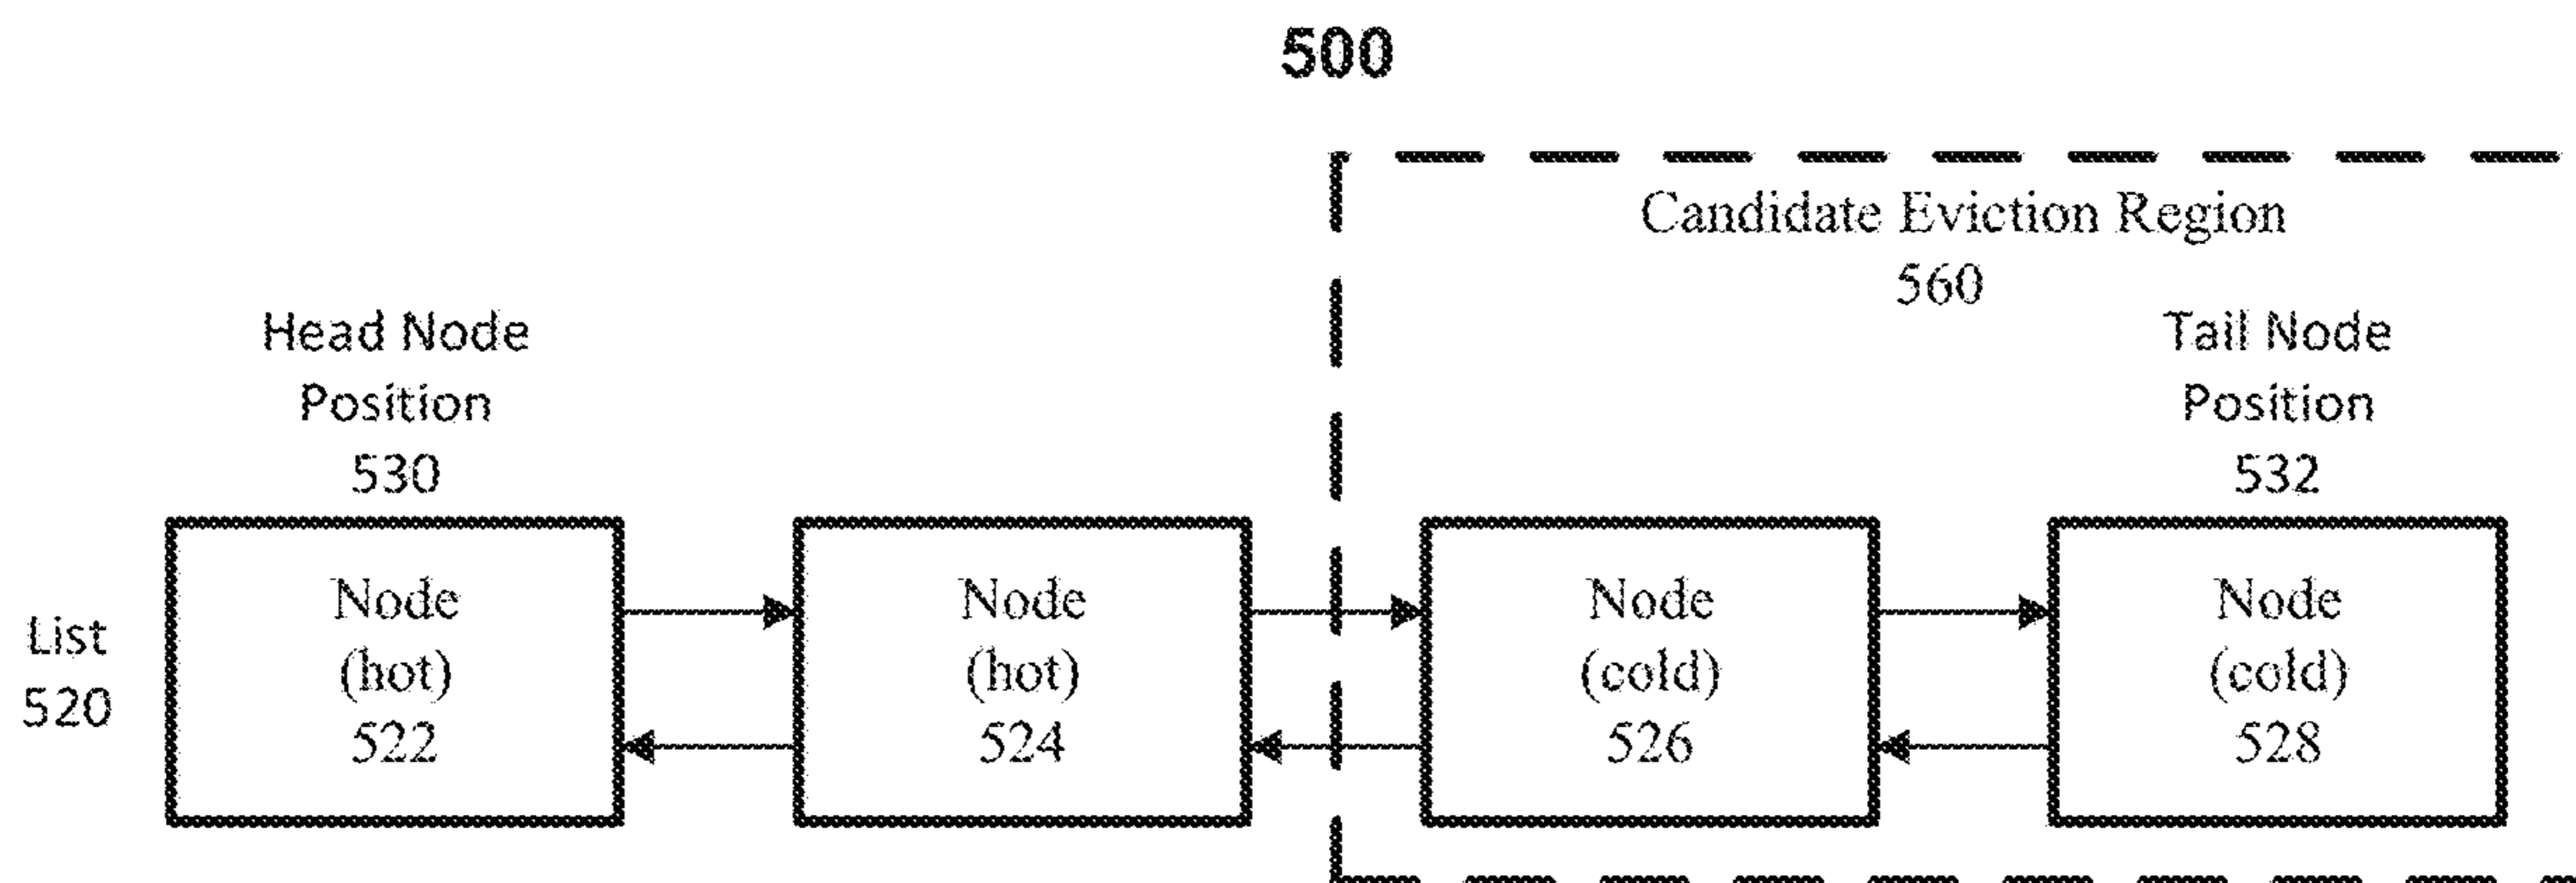 500
Candidate Eviction Region
560
Head Node
Position
530
Tail Node
Position
532
List
520
Node
(hot)
522
Node
(hot)
524
Node
(cold)
526
Node
(cold)
528